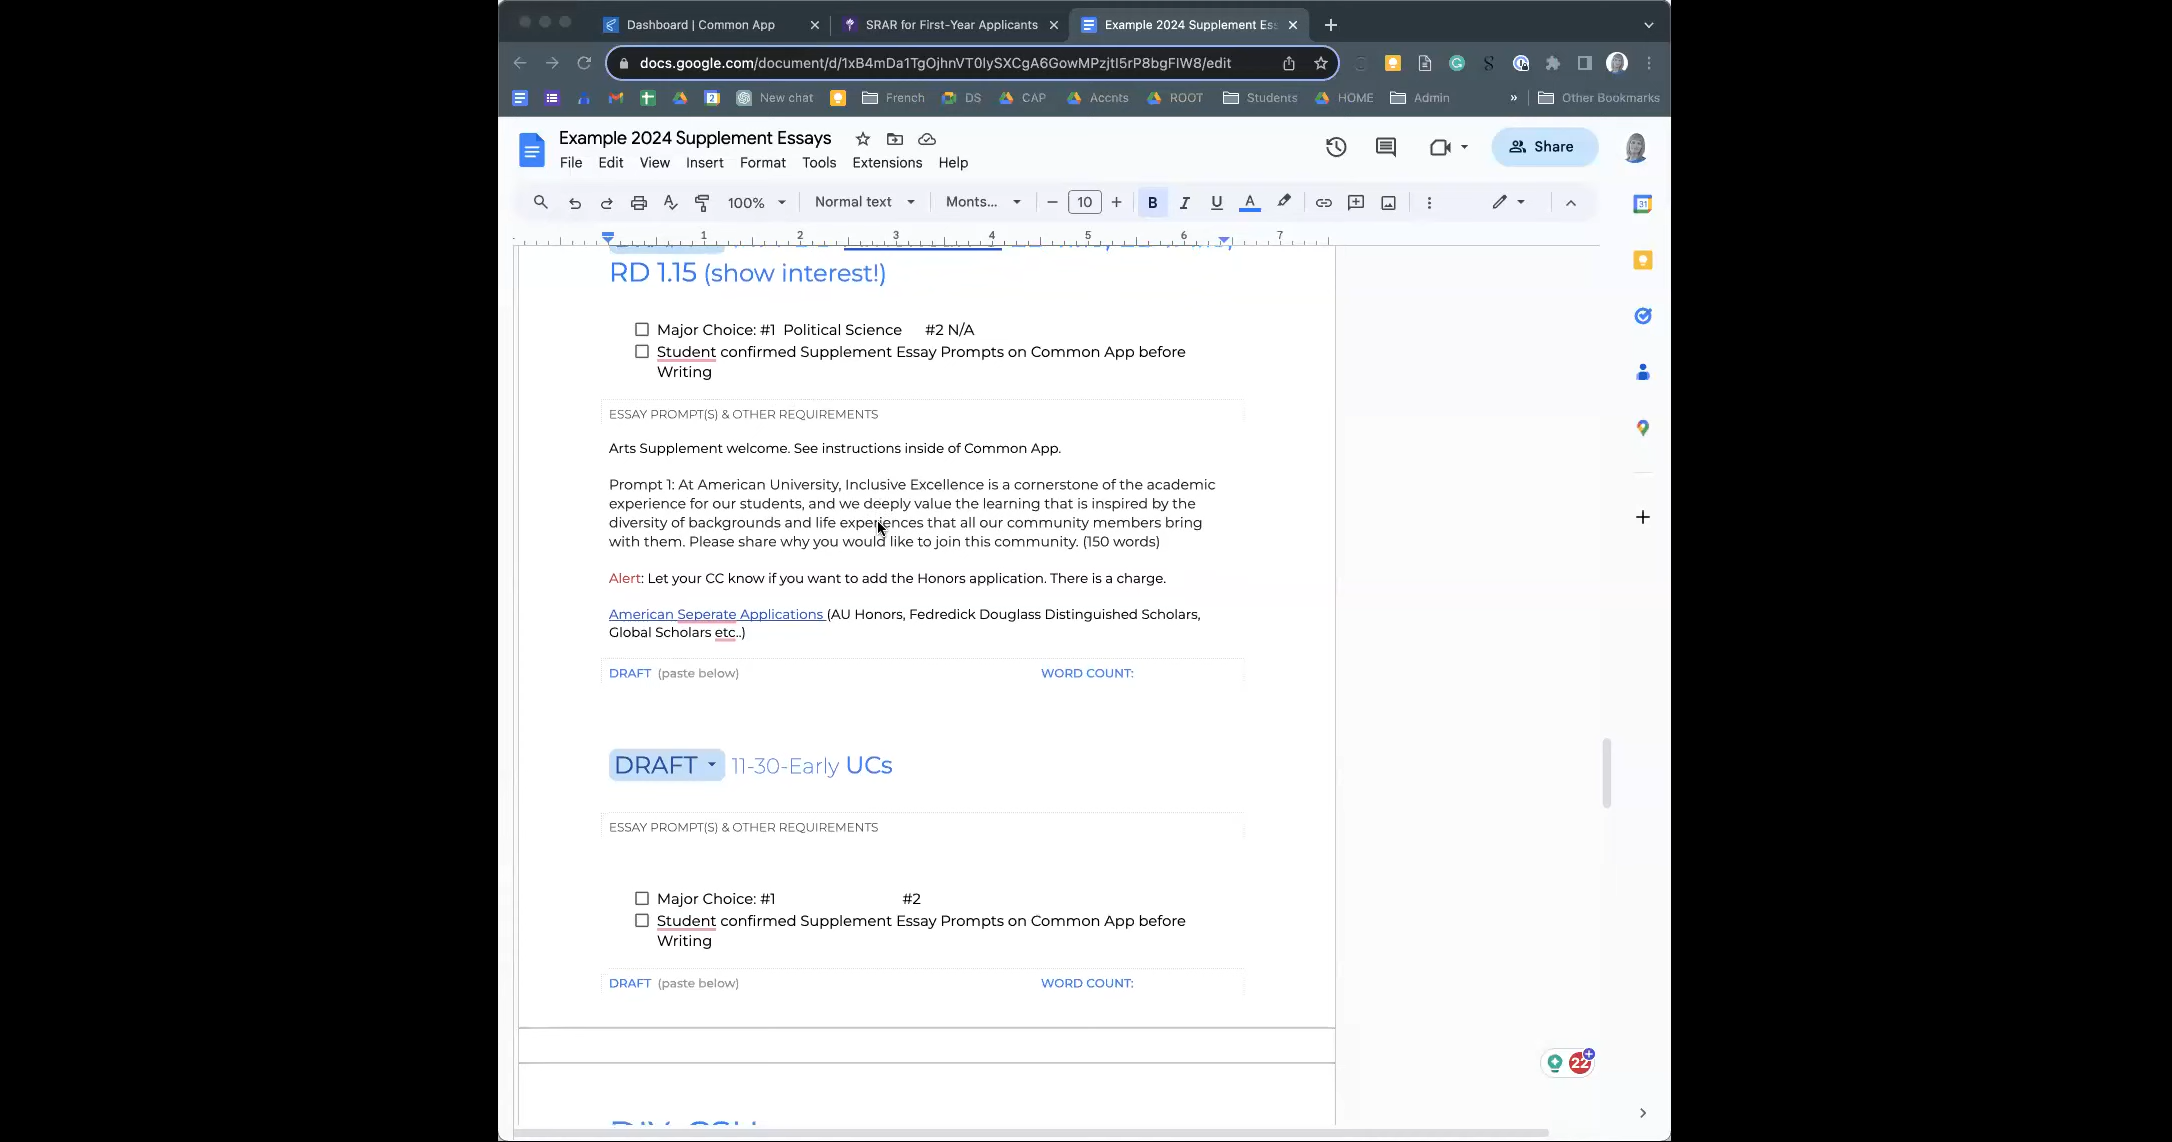 Dashboard | Common App
SRAR for First-Year Applicants
Example 2024 Supplement Es
docs.google.com/document/d/1xB4mDa1TgOjhnVT0lySXCgA6GowMPzjtI5rP8bgFlW8/edit
New chat French DS CAP Accnts ROOT Students HOME Admin » Other Bookmarks
Example 2024 Supplement Essays
File Edit View Insert Format Tools Extensions Help
Share
100% Normal text Monts... 10 B I U A
1 2 3 4 5 6 7
RD 1.15 (show interest!)
Major Choice: #1 Political Science #2 N/A
Student confirmed Supplement Essay Prompts on Common App before
Writing
ESSAY PROMPT(S) & OTHER REQUIREMENTS
Arts Supplement welcome. See instructions inside of Common App.
Prompt 1: At American University, Inclusive Excellence is a cornerstone of the academic
experience for our students, and we deeply value the learning that is inspired by the
diversity of backgrounds and life experiences that all our community members bring
with them. Please share why you would like to join this community. (150 words)
Alert: Let your CC know if you want to add the Honors application. There is a charge.
American Seperate Applications (AU Honors, Fedredick Douglass Distinguished Scholars,
Global Scholars etc..)
DRAFT (paste below) WORD COUNT:
DRAFT 11-30-Early UCs
ESSAY PROMPT(S) & OTHER REQUIREMENTS
Major Choice: #1 #2
Student confirmed Supplement Essay Prompts on Common App before
Writing
DRAFT (paste below) WORD COUNT:
22
31